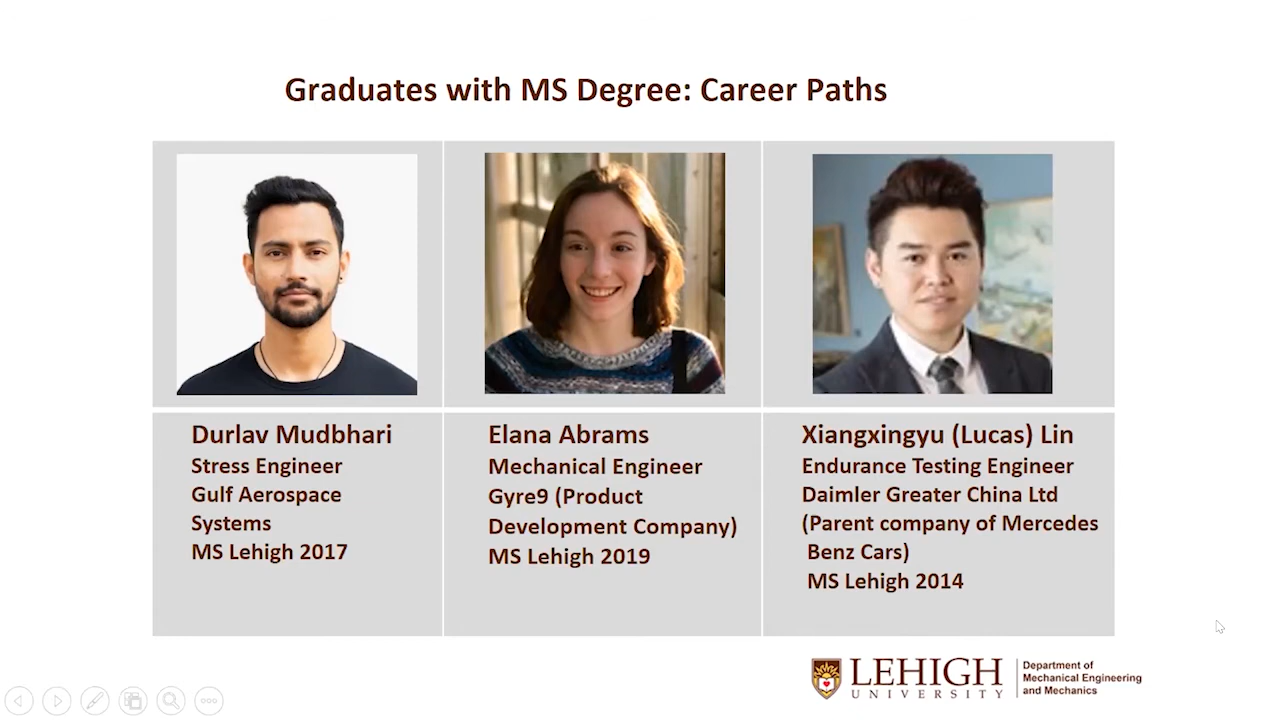 Graduates with MS Degree: Career Paths
Durlav Mudbhari
Stress Engineer
Gulf Aerospace
Systems
MS Lehigh 2017
Elana Abrams
Mechanical Engineer
Gyre9 (Product
Development Company)
MS Lehigh 2019
Xiangxingyu (Lucas) Lin
Endurance Testing Engineer
Daimler Greater China Ltd
(Parent company of Mercedes
Benz Cars)
MS Lehigh 2014
LEHIGH
UNIVERSITY
Department of
Mechanical Engineering
and Mechanics